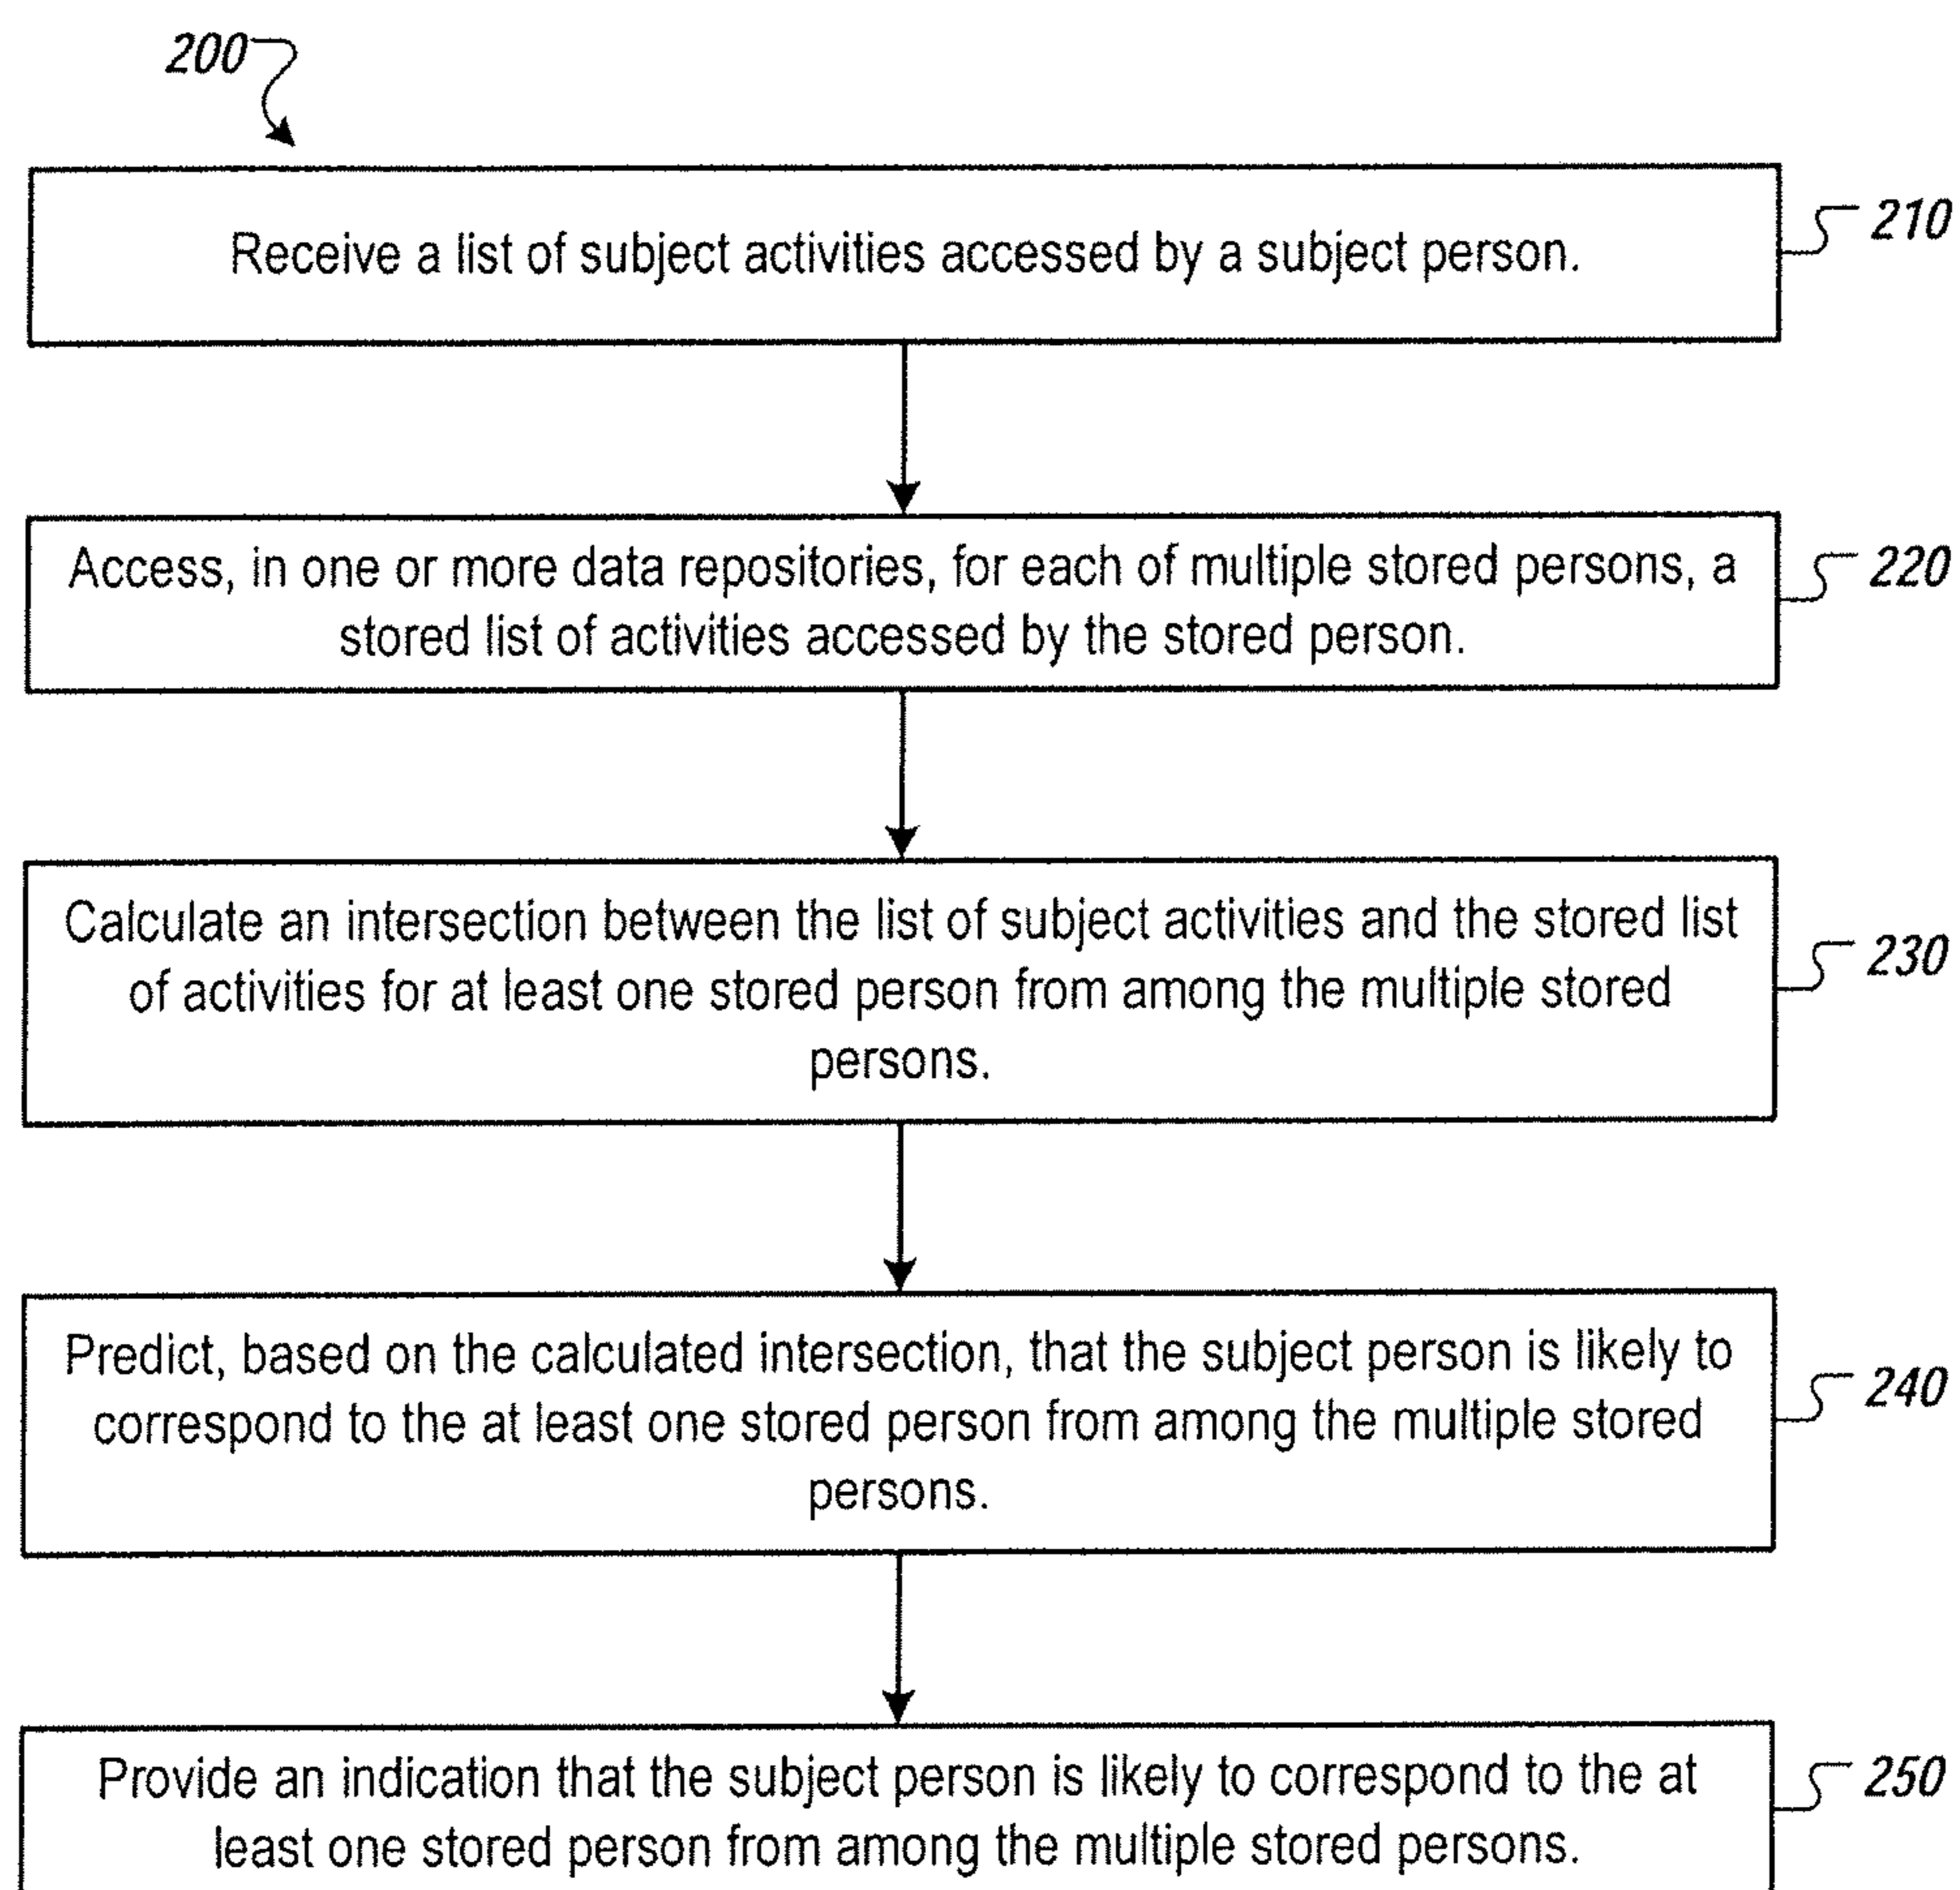 200
Receive a list of subject activities accessed by a subject person.
210
Access, in one or more data repositories, for each of multiple stored persons, a
stored list of activities accessed by the stored person.
220
Calculate an intersection between the list of subject activities and the stored list
of activities for at least one stored person from among the multiple stored
persons.
230
Predict, based on the calculated intersection, that the subject person is likely to
correspond to the at least one stored person from among the multiple stored
persons.
240
Provide an indication that the subject person is likely to correspond to the at
least one stored person from among the multiple stored persons.
250